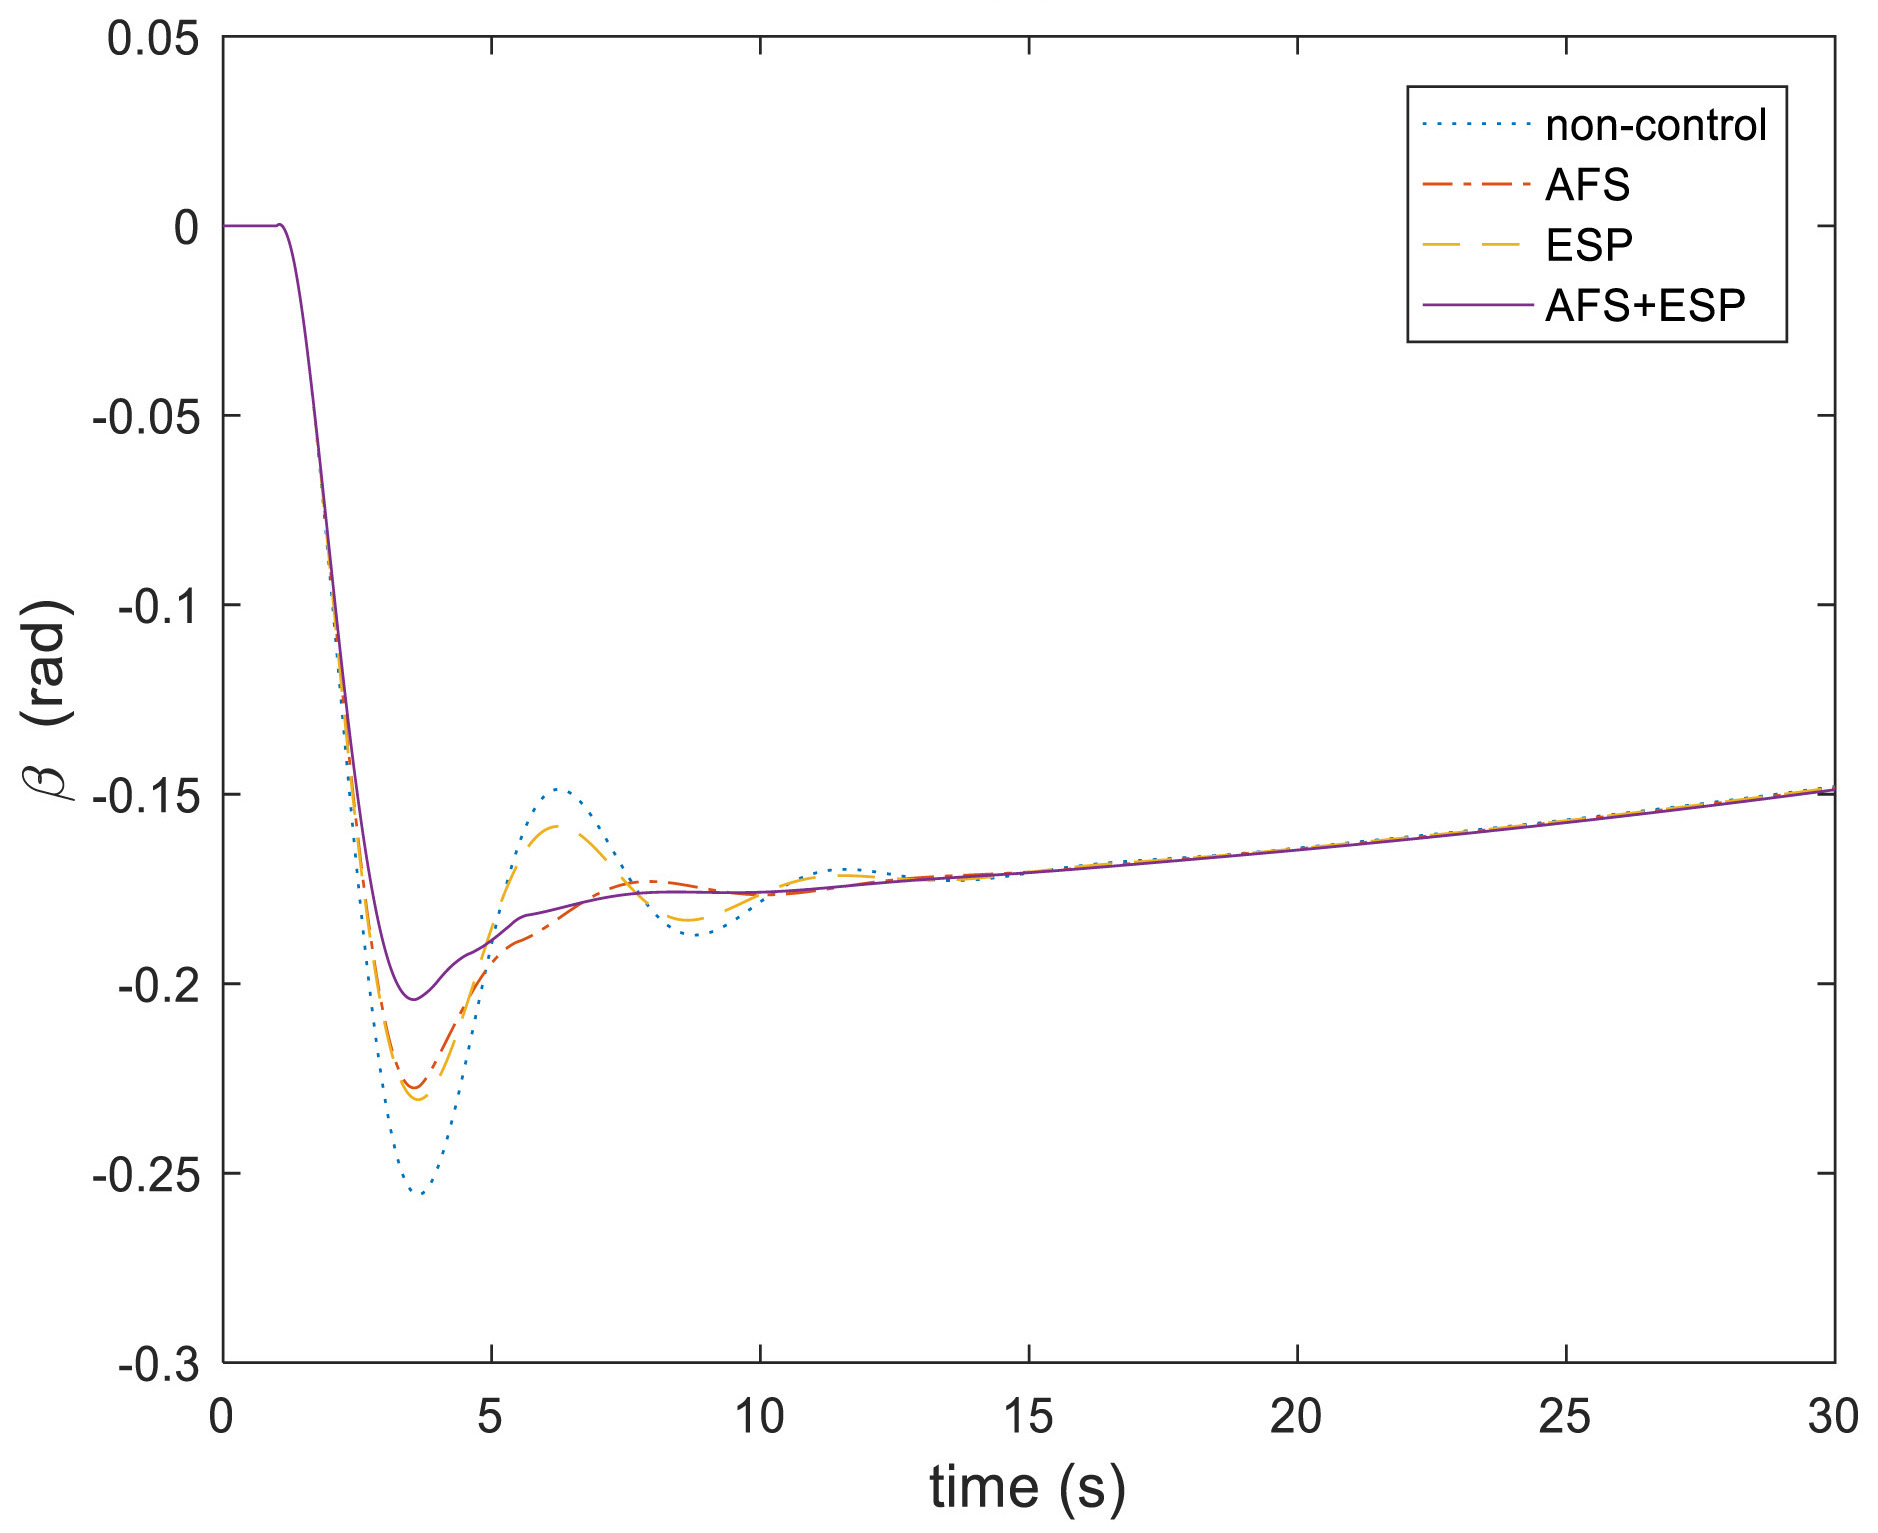 0.05
0
-0.05
-0.1
-0.15
-0.2
-0.25
-0.3
β (rad)
non-control
AFS
ESP
AFS+ESP
0 5 10 15 20 25 30
time (s)